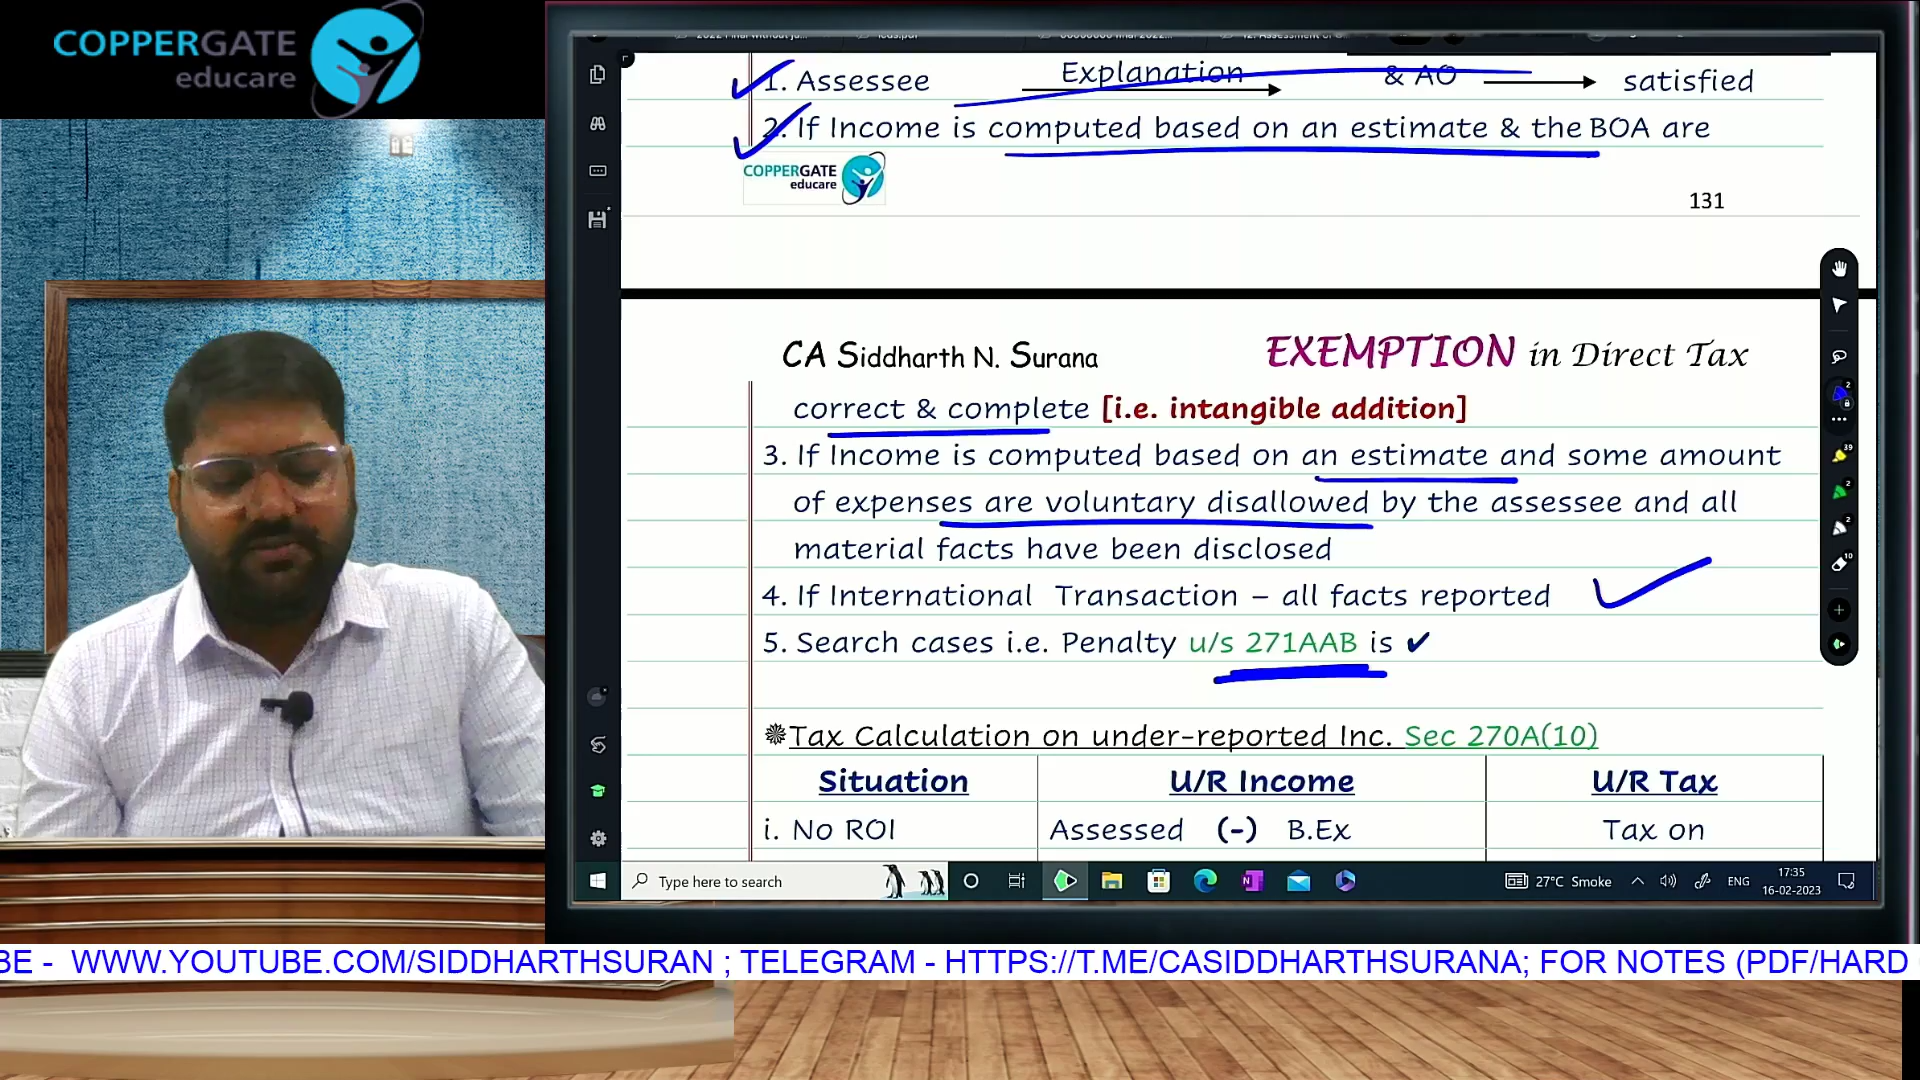 COPPERGATE
educare
1. Assessee Explanation & AO satisfied
2. If Income is computed based on an estimate & the BOA are
COPPERGATE
educare
131
CA Siddharth N. Surana EXEMPTION in Direct Tax
correct & complete [i.e. intangible addition]
3. If Income is computed based on an estimate and some amount
of expenses are voluntary disallowed by the assessee and all
material facts have been disclosed
4. If International Transaction – all facts reported
5. Search cases i.e. Penalty u/s 271AAB is ✔
Tax Calculation on under-reported Inc. Sec 270A(10)
Situation U/R Income U/R Tax
i. No ROI Assessed (-) B.Ex Tax on
Type here to search
27°C Smoke
ENG
17:35
16-02-2023
BE - WWW.YOUTUBE.COM/SIDDHARTHSURAN ; TELEGRAM - HTTPS://T.ME/CASIDDHARTHSURANA; FOR NOTES (PDF/HARD